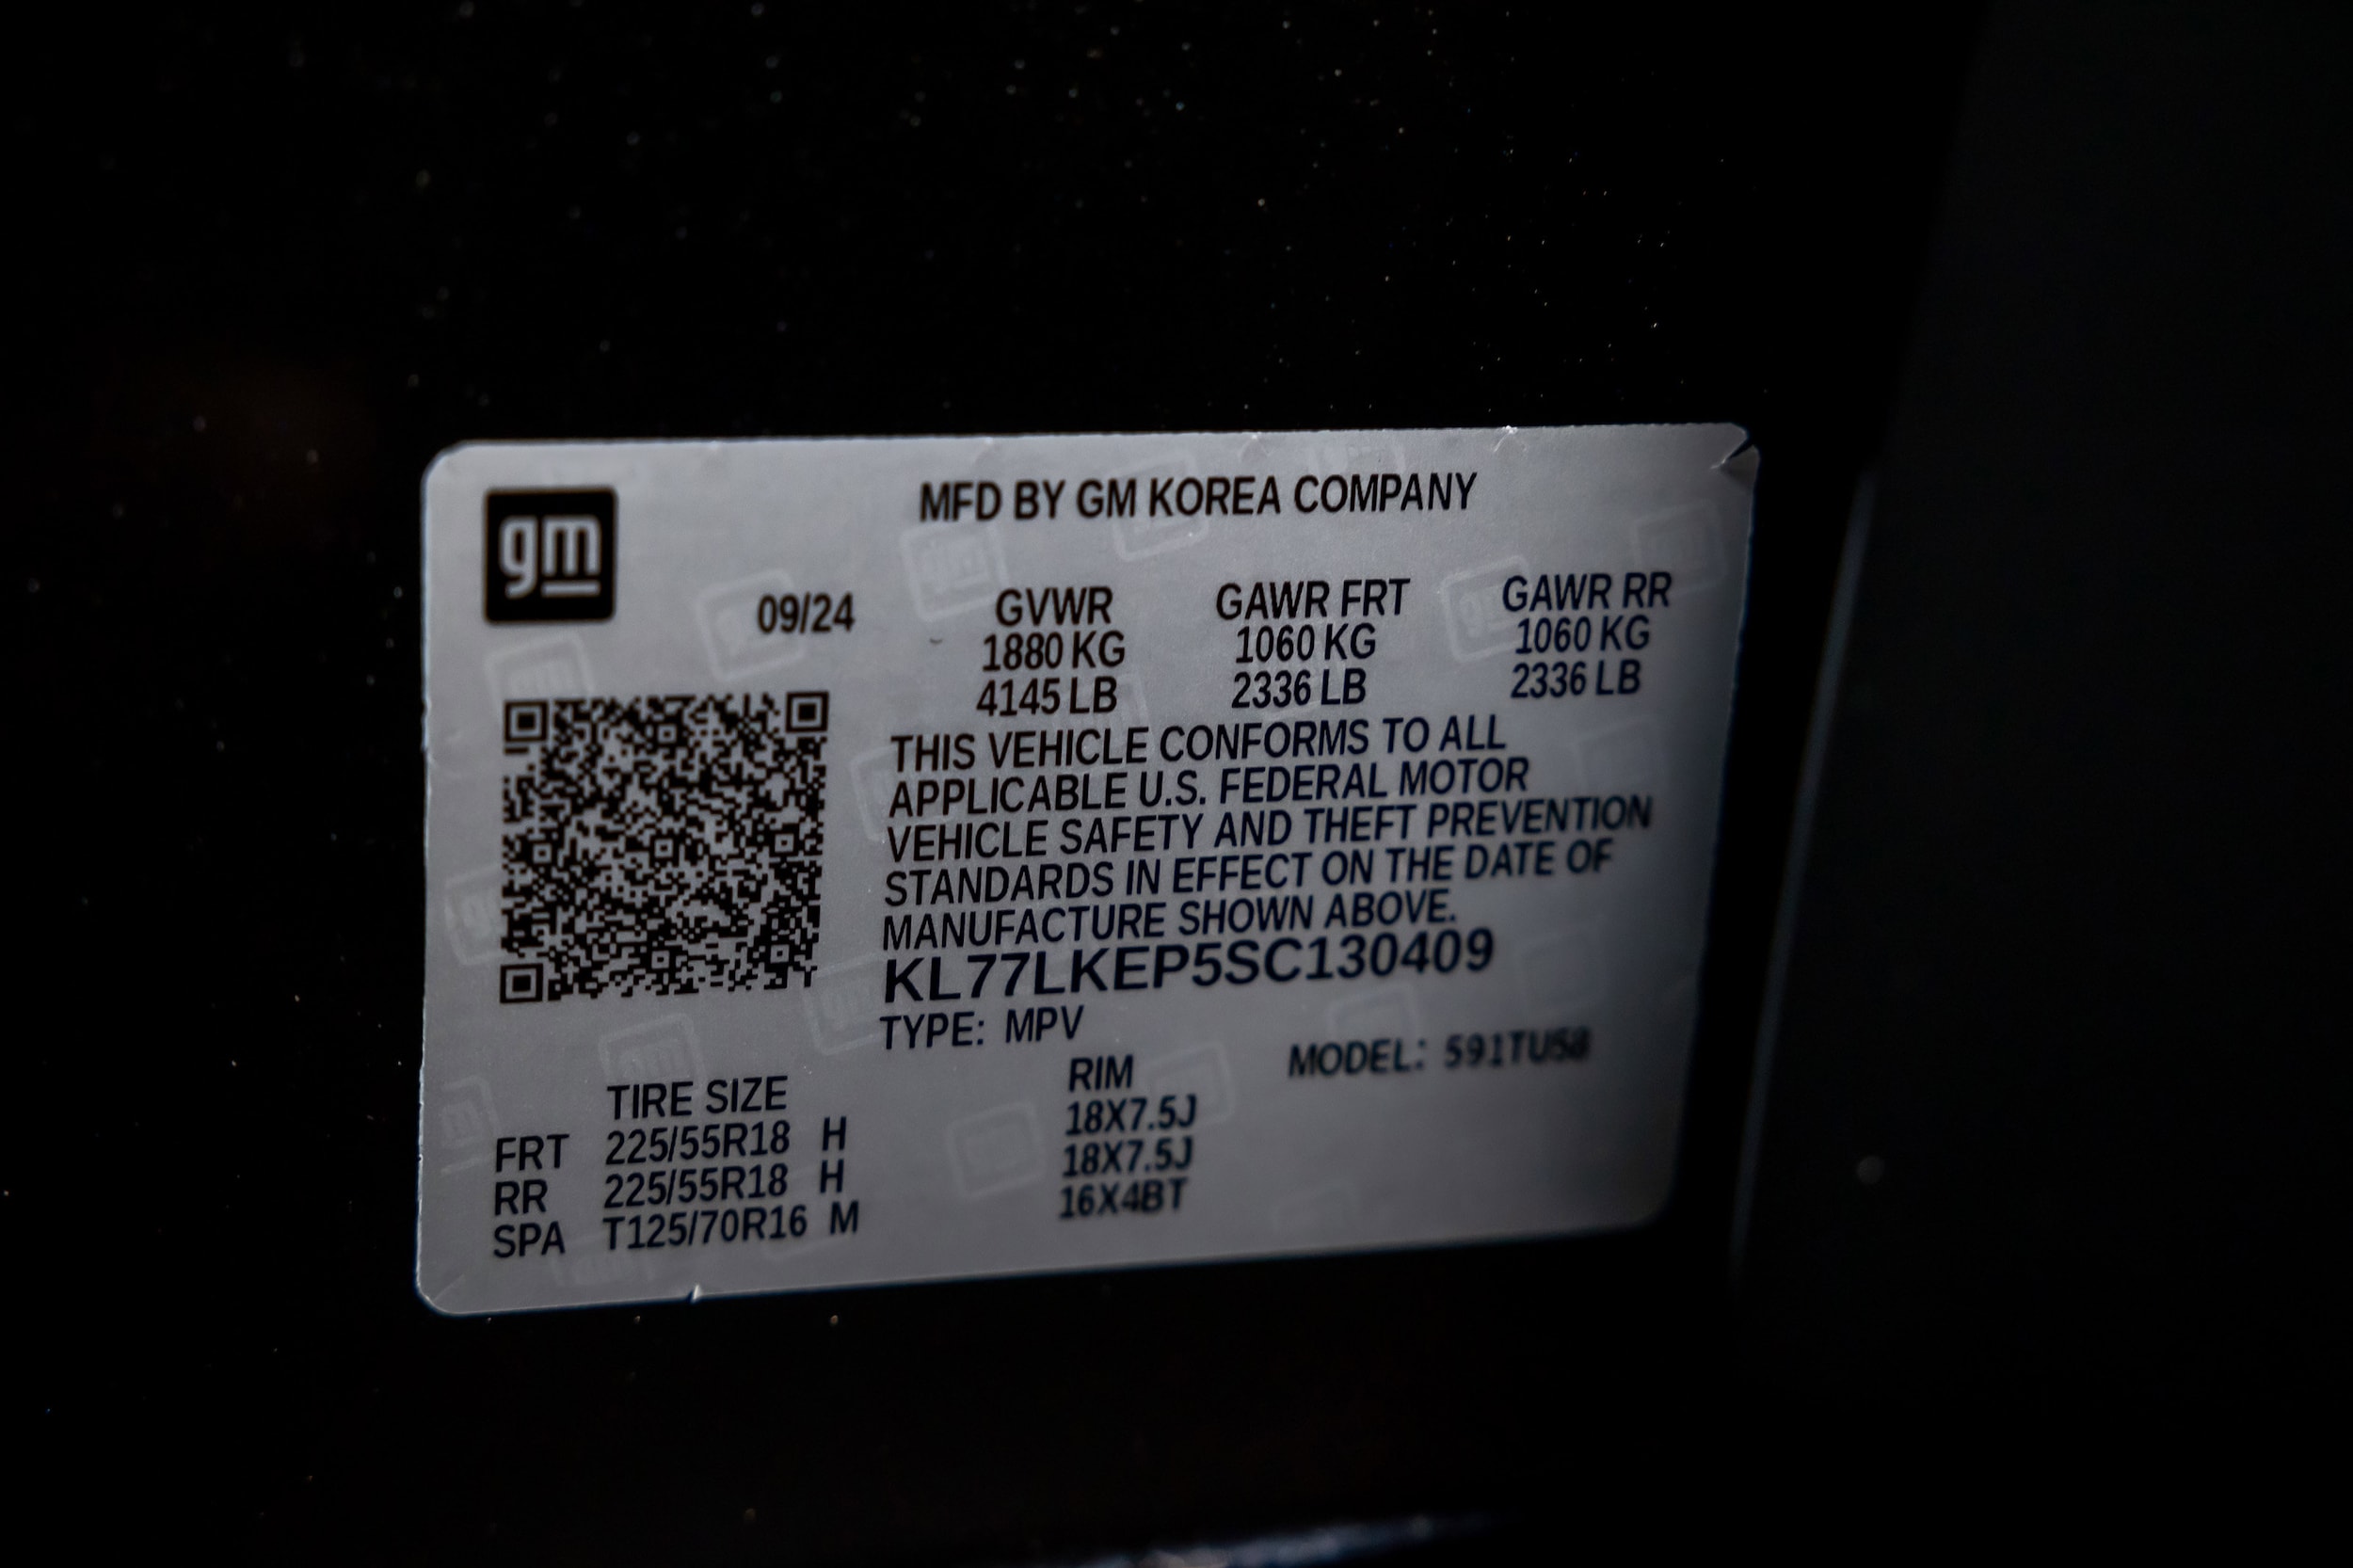 gm
MFD BY GM KOREA COMPANY
09/24 GVWR GAWR FRT GAWR RR
1880 KG 1060 KG 1060 KG
4145 LB 2336 LB 2336 LB
THIS VEHICLE CONFORMS TO ALL
APPLICABLE U.S. FEDERAL MOTOR
VEHICLE SAFETY AND THEFT PREVENTION
STANDARDS IN EFFECT ON THE DATE OF
MANUFACTURE SHOWN ABOVE.
KL77LKEP5SC130409
TYPE: MPV MODEL: 591TU58
TIRE SIZE RIM
FRT 225/55R18 H 18X7.5J
RR 225/55R18 H 18X7.5J
SPA T125/70R16 M 16X4BT